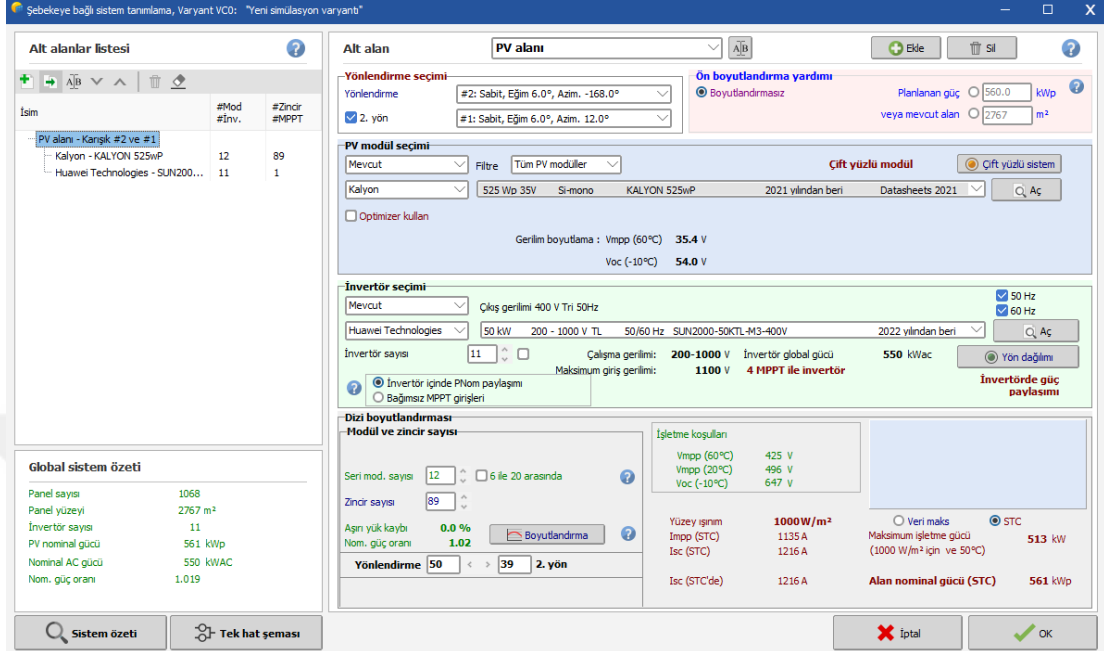 Şebekeye bağlı sistem tanımlama, Varyant VC0: "Yeni simülasyon varyantı"
Alt alanlar listesi
İsim
#Mod
#İnv.
#Zincir
#MPPT
PV alanı - Karışık #2 ve #1
Kalyon - KALYON 525wP 12 89
Huawei Technologies - SUN200... 11 1
Global sistem özeti
Panel sayısı 1068
Panel yüzeyi 2767 m²
İnvertör sayısı 11
PV nominal gücü 561 kWp
Nominal AC gücü 550 kWAC
Nom. güç oranı 1.019
Sistem özeti
Tek hat şeması
Alt alan
PV alanı
Ekle
Sil
Yönlendirme seçimi
Yönlendirme #2: Sabit, Eğim 6.0°, Azim. -168.0°
2. yön #1: Sabit, Eğim 6.0°, Azim. 12.0°
Ön boyutlandırma yardımı
Boyutlandırmasız Planlanan güç 560.0 kWp
veya mevcut alan 2767 m²
PV modül seçimi
Mevcut Filtre Tüm PV modüller Çift yüzlü modül Çift yüzlü sistem
Kalyon 525 Wp 35V Si-mono KALYON 525wP 2021 yılından beri Datasheets 2021 Aç
Optimizer kullan
Gerilim boyutlama : Vmpp (60°C) 35.4 V
Voc (-10°C) 54.0 V
İnvertör seçimi
Mevcut Çıkış gerilimi 400 V Tri 50Hz
50 Hz
60 Hz
Huawei Technologies 50 kW 200 - 1000 V TL 50/60 Hz SUN2000-50KTL-M3-400V 2022 yılından beri Aç
İnvertör sayısı 11 Çalışma gerilimi: 200-1000 V İnvertör global gücü 550 kWac Yön dağılımı
Maksimum giriş gerilimi: 1100 V 4 MPPT ile invertör
İnvertör içinde PNom paylaşımı
Bağımsız MPPT girişleri
İnvertörde güç
paylaşımı
Dizi boyutlandırması
Modül ve zincir sayısı
Seri mod. sayısı 12 6 ile 20 arasında
Zincir sayısı 89
Aşırı yük kaybı 0.0 %
Nom. güç oranı 1.02
Boyutlandırma
Yönlendirme 50 < > 39 2. yön
İşletme koşulları
Vmpp (60°C) 425 V
Vmpp (20°C) 496 V
Voc (-10°C) 647 V
Yüzey ışınım 1000W/m²
Impp (STC) 1135 A
Isc (STC) 1216 A
Isc (STC'de) 1216 A
Veri maks STC
Maksimum işletme gücü 513 kW
(1000 W/m² için ve 50°C)
Alan nominal gücü (STC) 561 kWp
İptal
OK